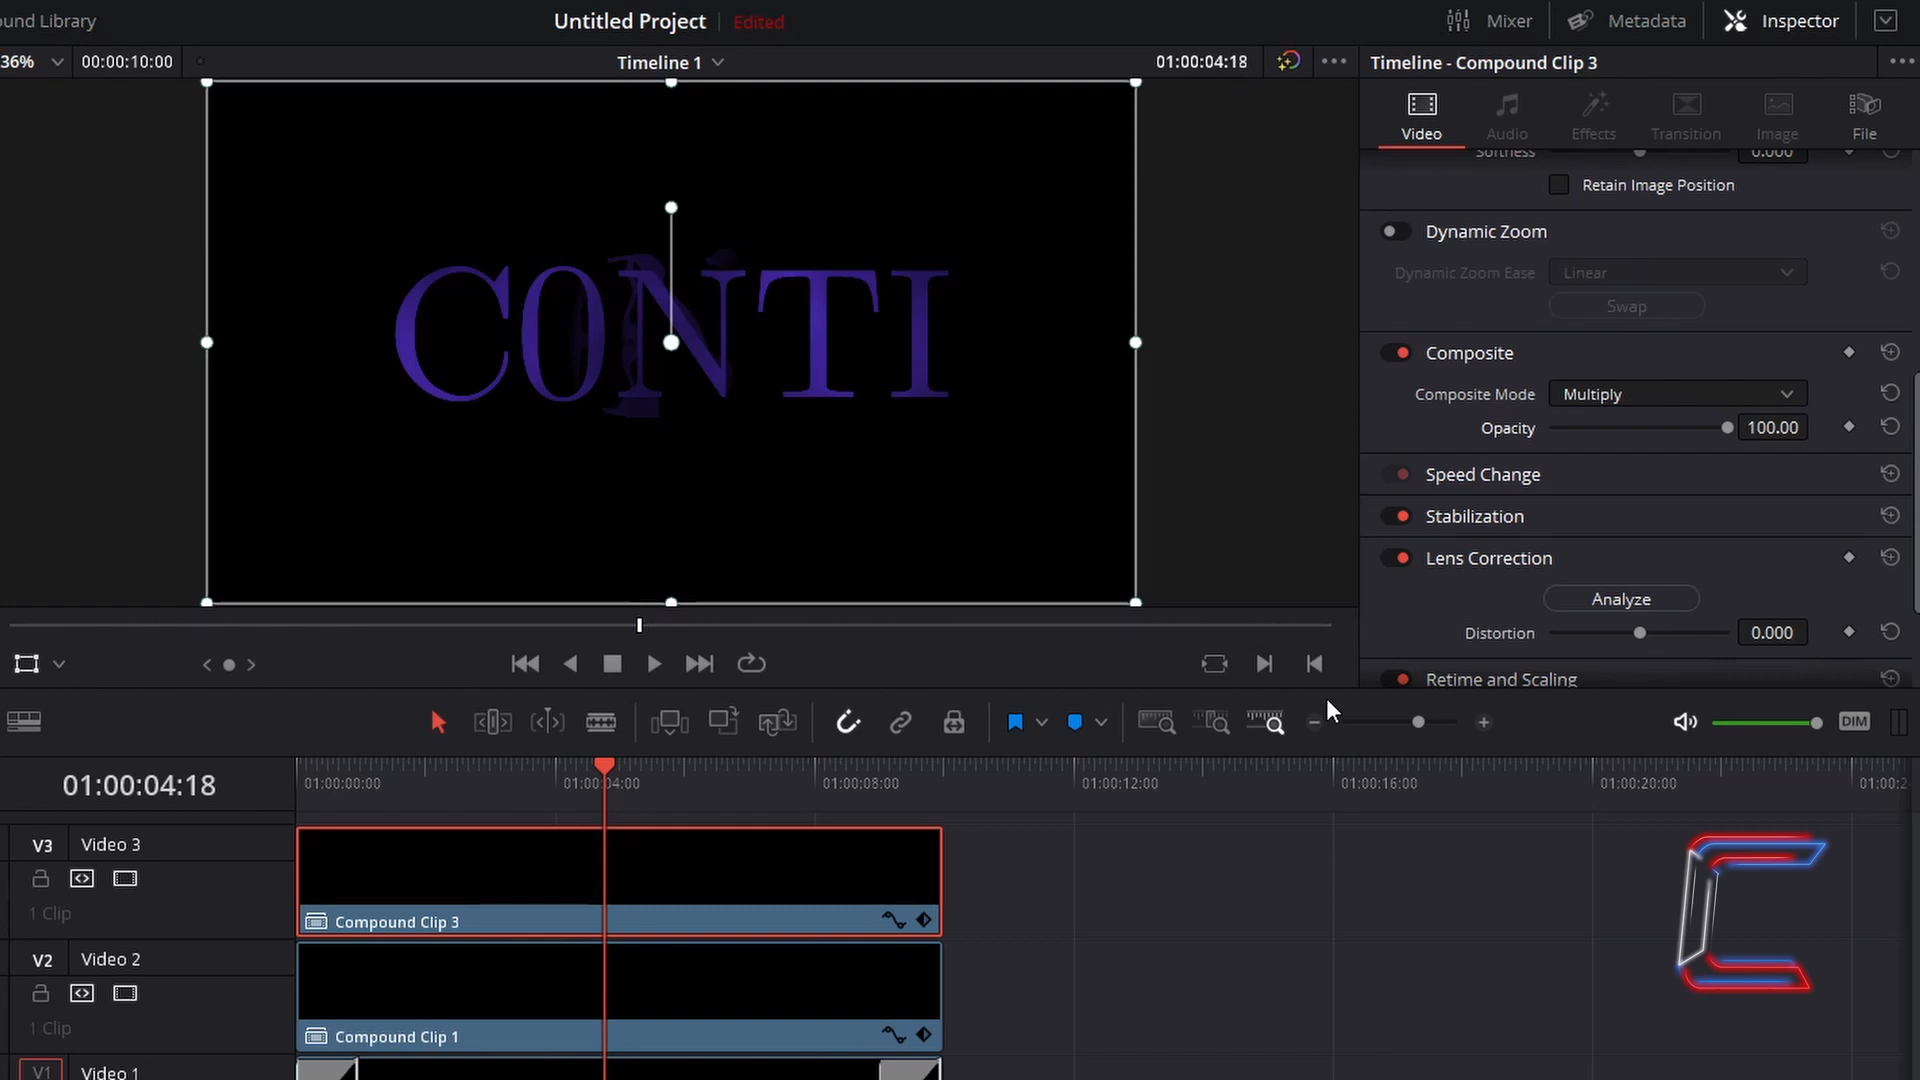 ound Library
Untitled Project Edited
Mixer Metadata Inspector
36% 00:00:10:00 Timeline 1 01:00:04:18 Timeline - Compound Clip 3
Video Audio Effects Transition Image File
Softness 0.000
Retain Image Position
Dynamic Zoom
Dynamic Zoom Ease Linear
Swap
C0NTI
Composite
Composite Mode Multiply
Opacity 100.00
Speed Change
Stabilization
Lens Correction
Analyze
Distortion 0.000
Retime and Scaling
DIM
01:00:04:18 01:00:00:00 01:00:04:00 01:00:08:00 01:00:12:00 01:00:16:00 01:00:20:00 01:00:2
V3 Video 3
1 Clip
Compound Clip 3
V2 Video 2
1 Clip
Compound Clip 1
V1 Video 1